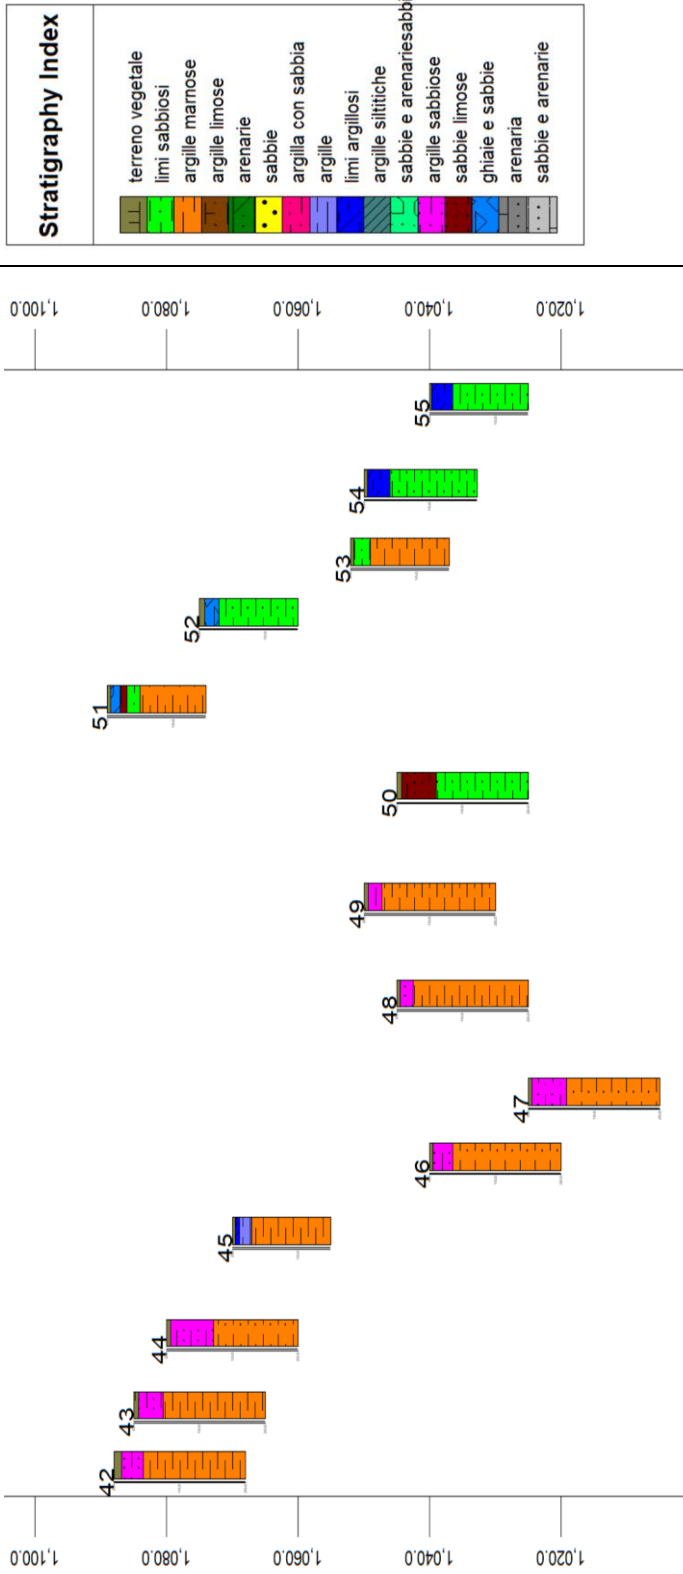 Stratigraphy Index
terreno vegetale
limi sabbiosi
argille marnose
argille limose
arenarie
sabbie
argilla con sabbia
argille
limi argillosi
argille siltitiche
sabbie e arenariesabbi
argille sabbiose
sabbie limose
ghiaie e sabbie
arenaria
sabbie e arenarie
1,100.0
1,080.0
1,060.0
1,040.0
1,020.0
42
43
44
45
46
47
48
49
50
51
52
53
54
55
1,100.0
1,080.0
1,060.0
1,040.0
1,020.0